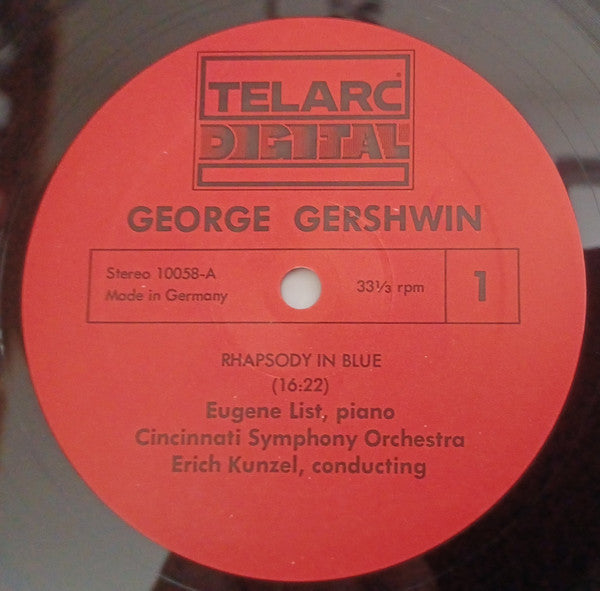 TELARC®
DIGITAL
GEORGE GERSHWIN
Stereo 10058-A
Made in Germany
33⅓ rpm
1
RHAPSODY IN BLUE
(16:22)
Eugene List, piano
Cincinnati Symphony Orchestra
Erich Kunzel, conducting